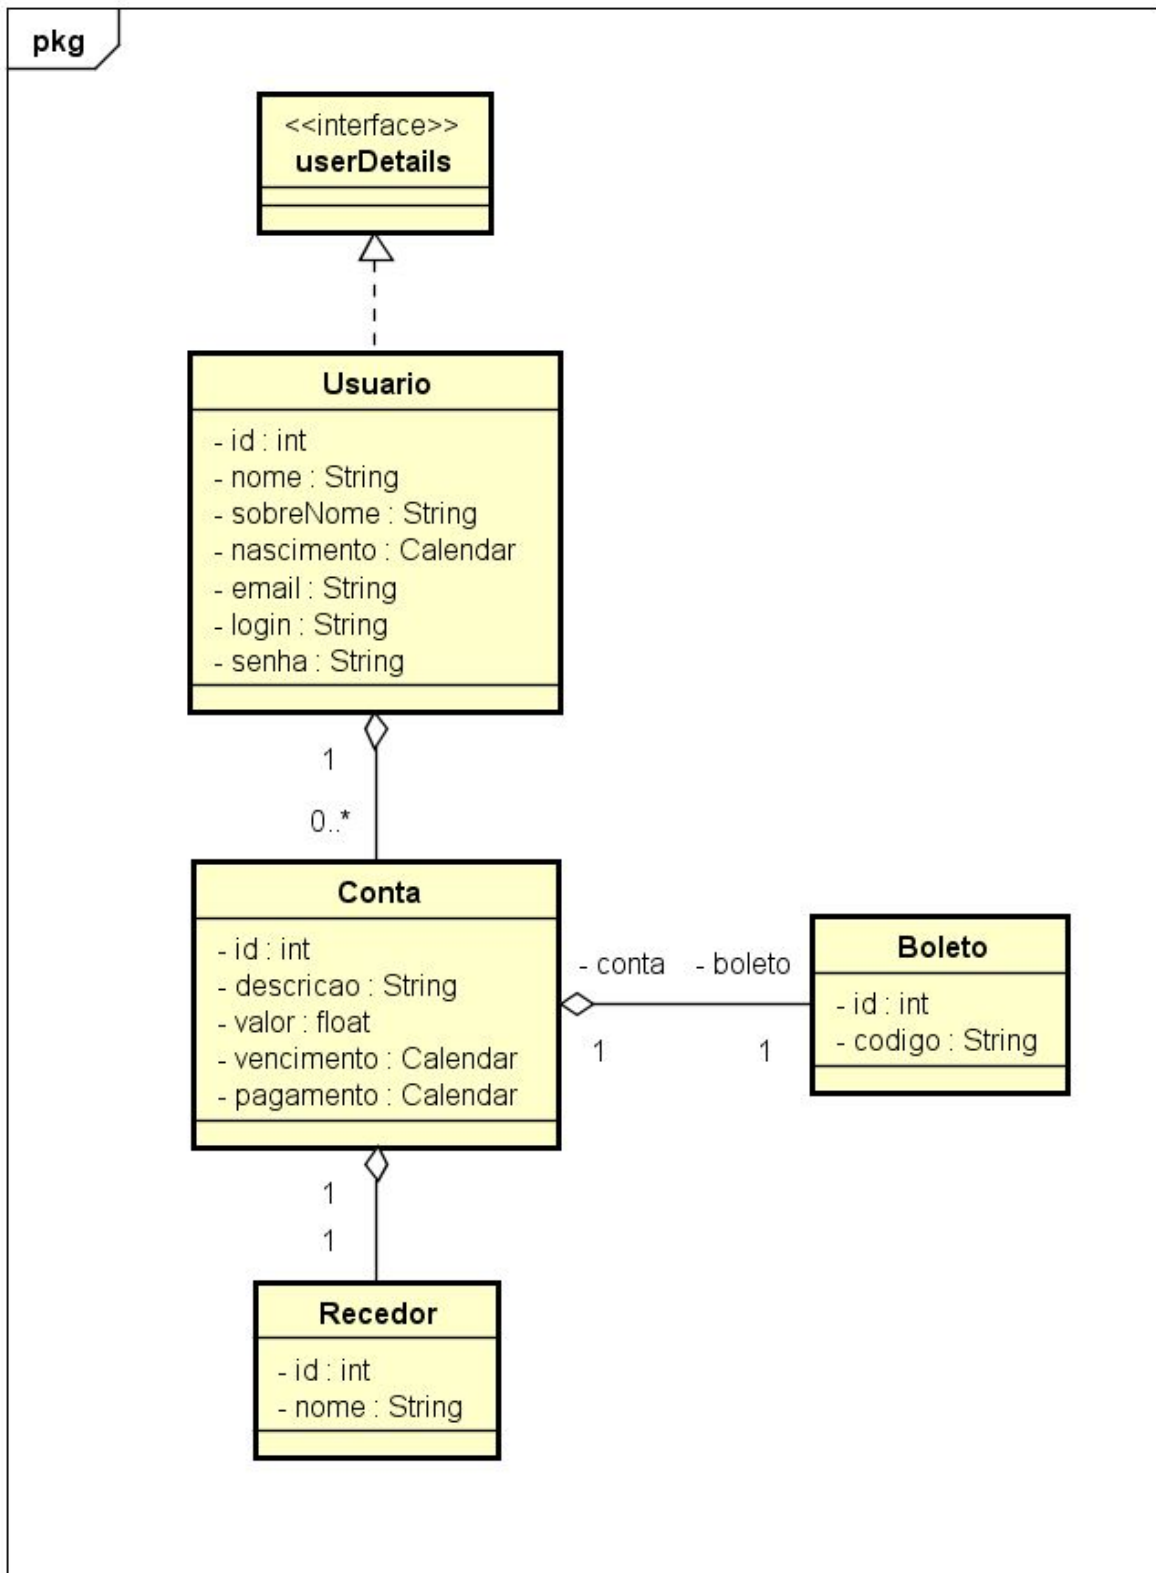 pkg
<<interface>>
userDetails
Usuario
- id : int
- nome : String
- sobreNome : String
- nascimento : Calendar
- email : String
- login : String
- senha : String
1
0..*
Conta
- id : int
- descricao : String
- valor : float
- vencimento : Calendar
- pagamento : Calendar
- conta - boleto
1 1
Boleto
- id : int
- codigo : String
1
1
Recedor
- id : int
- nome : String